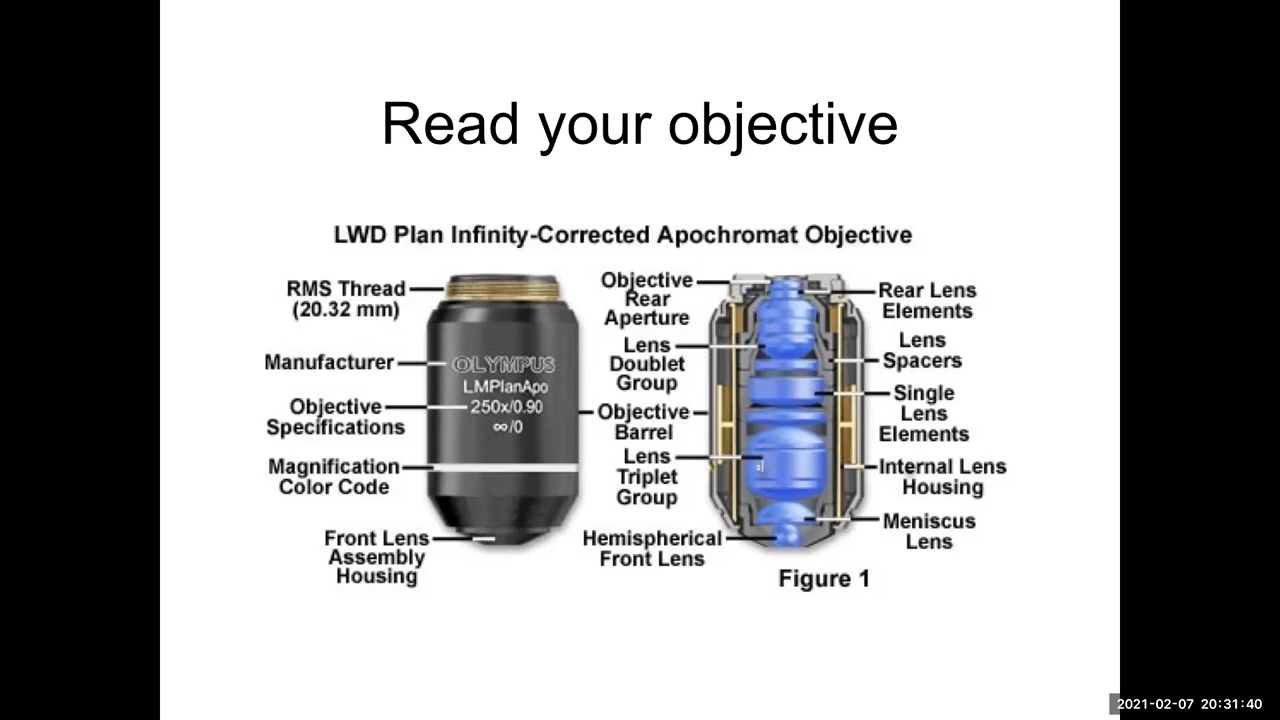 Read your objective
LWD Plan Infinity-Corrected Apochromat Objective
RMS Thread
(20.32 mm)
Manufacturer
Objective
Specifications
Magnification
Color Code
Front Lens
Assembly
Housing
OLYMPUS
LMPlanApo
250x/0.90
∞/0
Objective
Rear
Aperture
Lens
Doublet
Group
Objective
Barrel
Lens
Triplet
Group
Hemispherical
Front Lens
Rear Lens
Elements
Lens
Spacers
Single
Lens
Elements
Internal Lens
Housing
Meniscus
Lens
Figure 1
2021-02-07 20:31:40